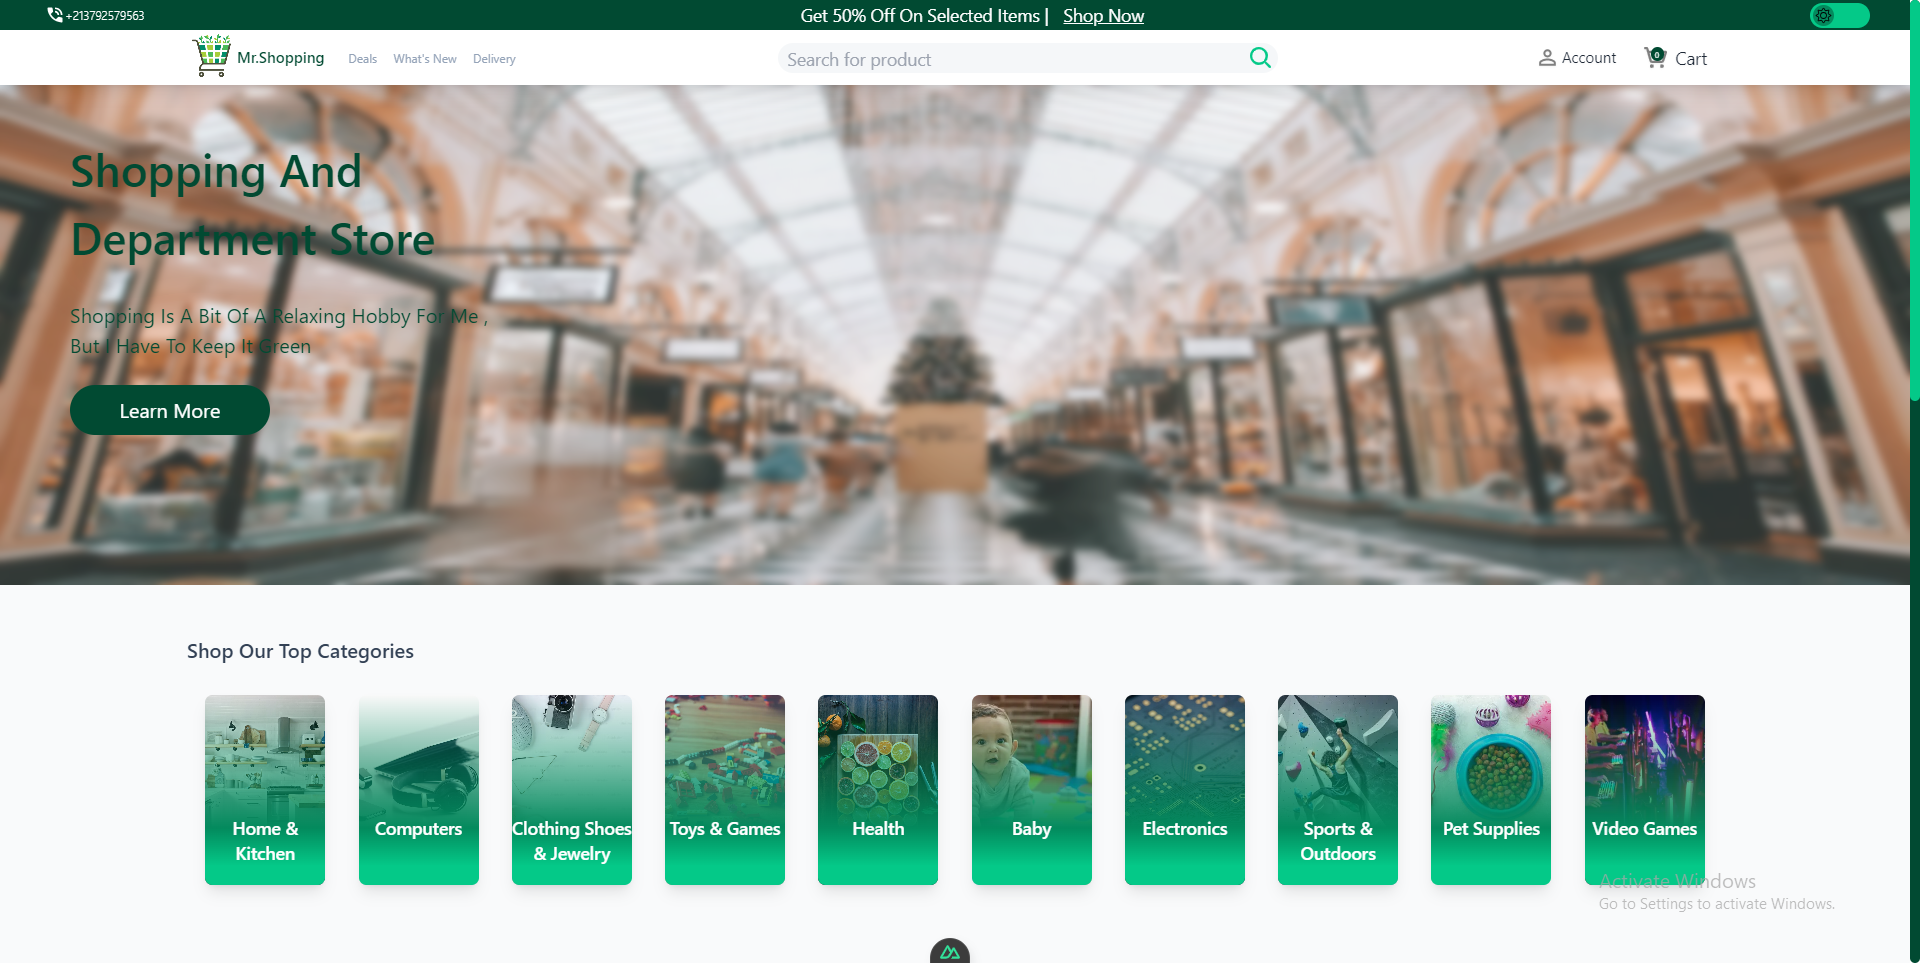 +213792579563
Get 50% Off On Selected Items |
Shop Now
Mr.Shopping
Deals
What's New
Delivery
Search for product
Account
0
Cart
Shopping And
Department Store
Shopping Is A Bit Of A Relaxing Hobby For Me ,
But I Have To Keep It Green
Learn More
Shop Our Top Categories
Home &
Kitchen
Computers
Clothing Shoes
& Jewelry
Toys & Games
Health
Baby
Electronics
Sports &
Outdoors
Pet Supplies
Video Games
Activate Windows
Go to Settings to activate Windows.